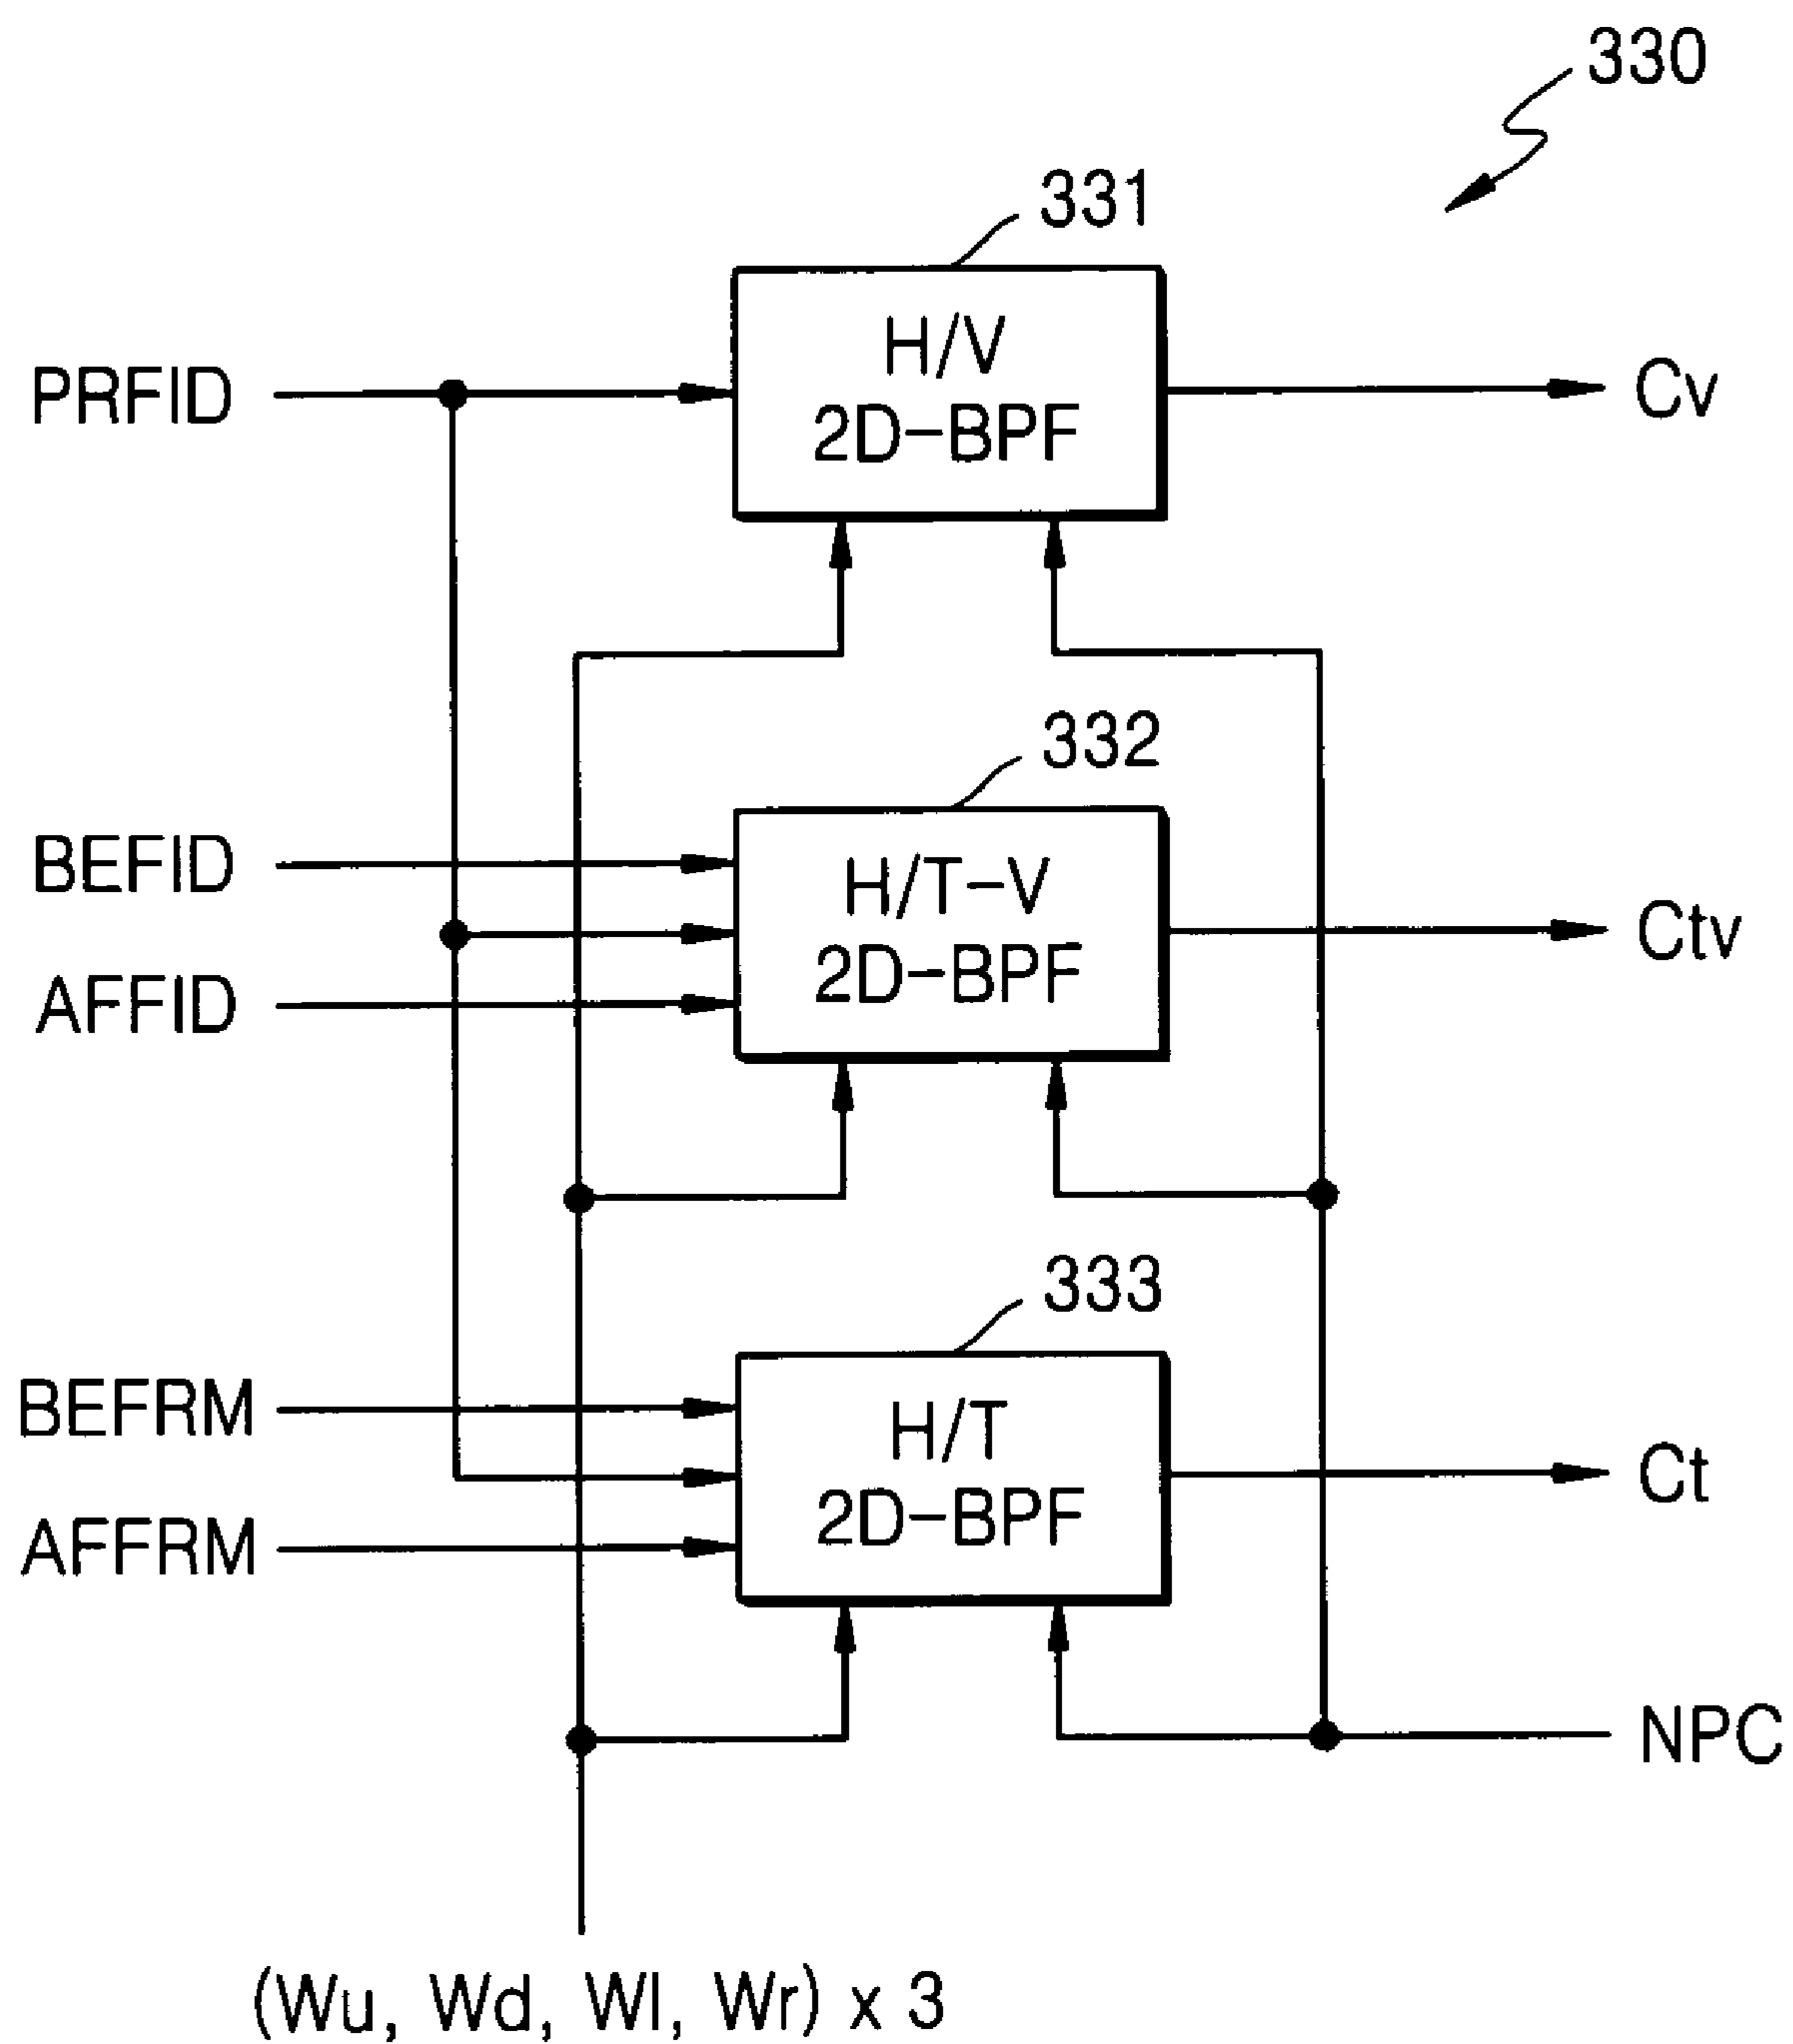 330
331
PRFID
H/V
2D-BPF
Cv
332
BEFID
H/T-V
2D-BPF
Ctv
AFFID
333
BEFRM
H/T
2D-BPF
Ct
AFFRM
NPC
(Wu, Wd, Wl, Wr) x 3